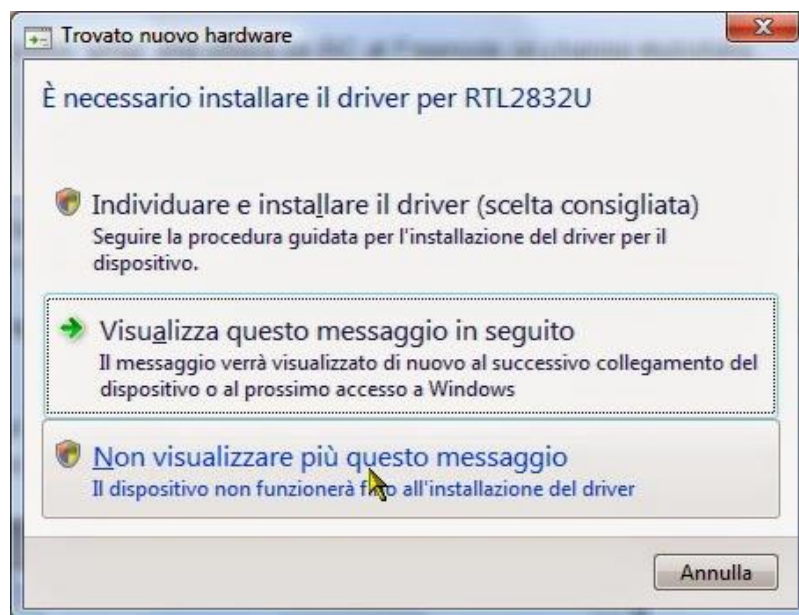 Trovato nuovo hardware
È necessario installare il driver per RTL2832U
Individuare e installare il driver (scelta consigliata)
Seguire la procedura guidata per l'installazione del driver per il
dispositivo.
Visualizza questo messaggio in seguito
Il messaggio verrà visualizzato di nuovo al successivo collegamento del
dispositivo o al prossimo accesso a Windows
Non visualizzare più questo messaggio
Il dispositivo non funzionerà fino all'installazione del driver
Annulla